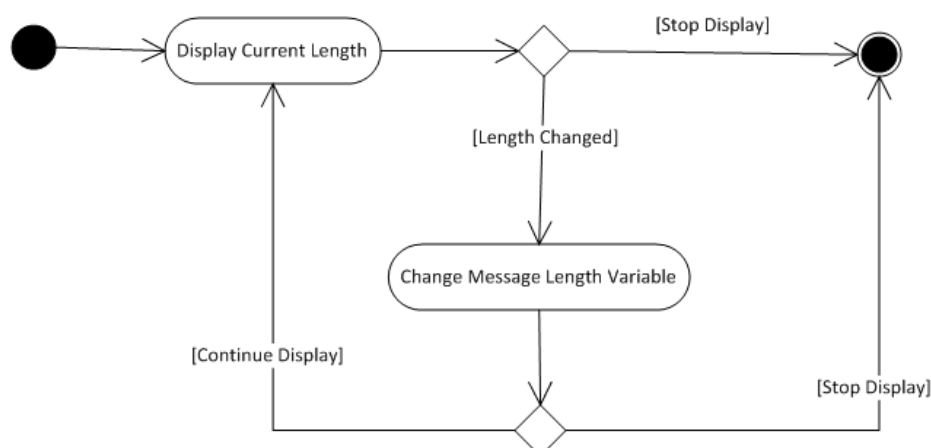 [Stop Display]
Display Current Length
[Length Changed]
Change Message Length Variable
[Continue Display]
[Stop Display]